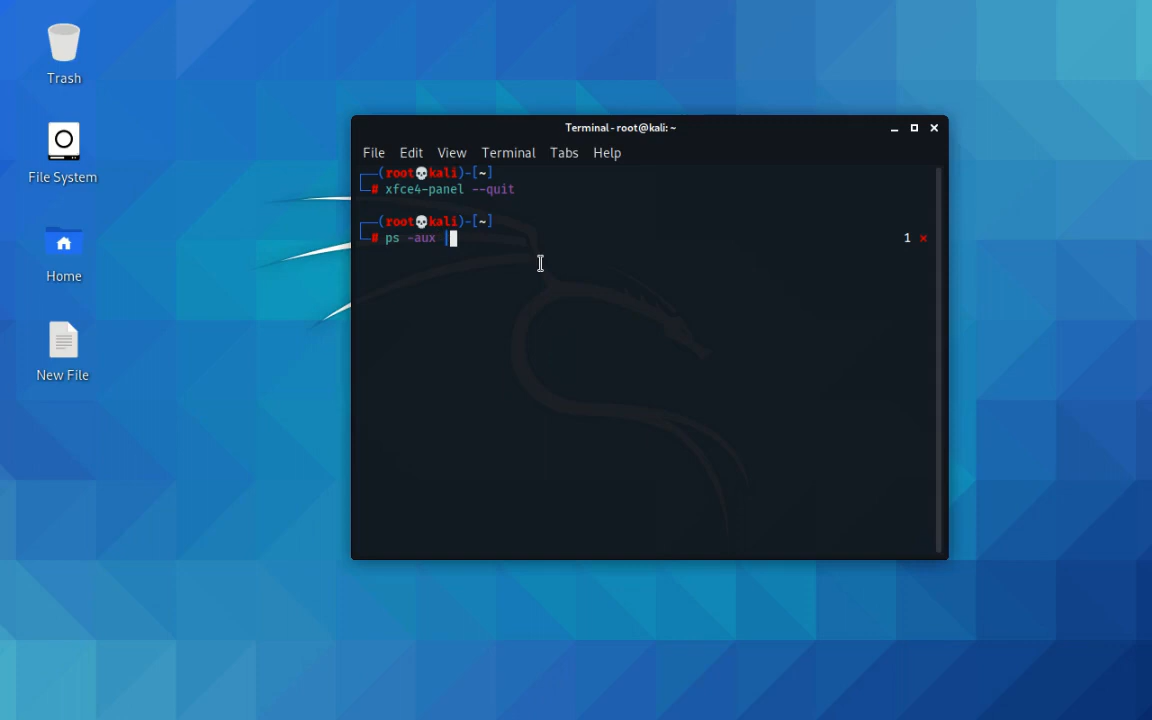 Trash
File System
Home
New File
Terminal - root@kali: ~
File Edit View Terminal Tabs Help
┌──(root💀kali)-[~]
└─# xfce4-panel --quit
┌──(root💀kali)-[~]
└─# ps -aux | 1 ⨯